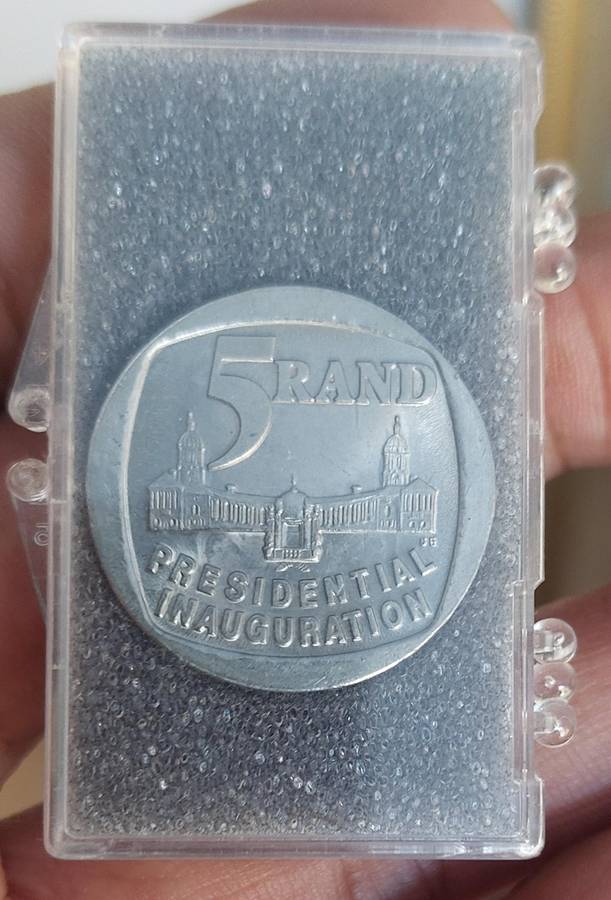 5 RAND
PRESIDENTIAL
INAUGURATION